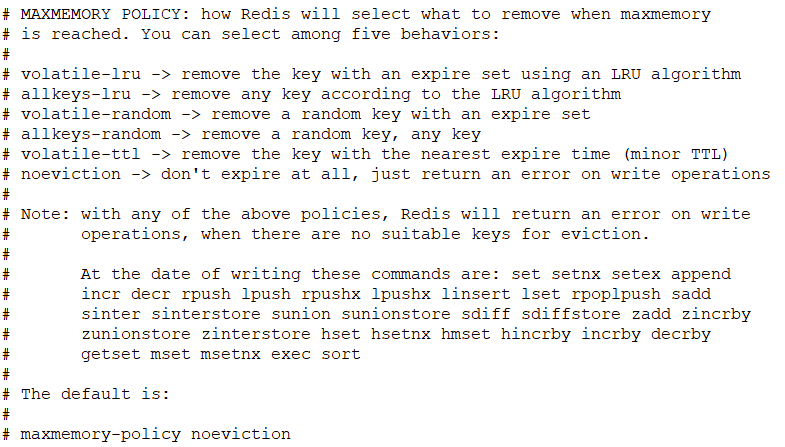 # MAXMEMORY POLICY: how Redis will select what to remove when maxmemory
# is reached. You can select among five behaviors:
#
# volatile-lru -> remove the key with an expire set using an LRU algorithm
# allkeys-lru -> remove any key according to the LRU algorithm
# volatile-random -> remove a random key with an expire set
# allkeys-random -> remove a random key, any key
# volatile-ttl -> remove the key with the nearest expire time (minor TTL)
# noeviction -> don't expire at all, just return an error on write operations
#
# Note: with any of the above policies, Redis will return an error on write
#       operations, when there are no suitable keys for eviction.
#
#       At the date of writing these commands are: set setnx setex append
#       incr decr rpush lpush rpushx lpushx linsert lset rpoplpush sadd
#       sinter sinterstore sunion sunionstore sdiff sdiffstore zadd zincrby
#       zunionstore zinterstore hset hsetnx hmset hincrby incrby decrby
#       getset mset msetnx exec sort
#
# The default is:
#
# maxmemory-policy noeviction